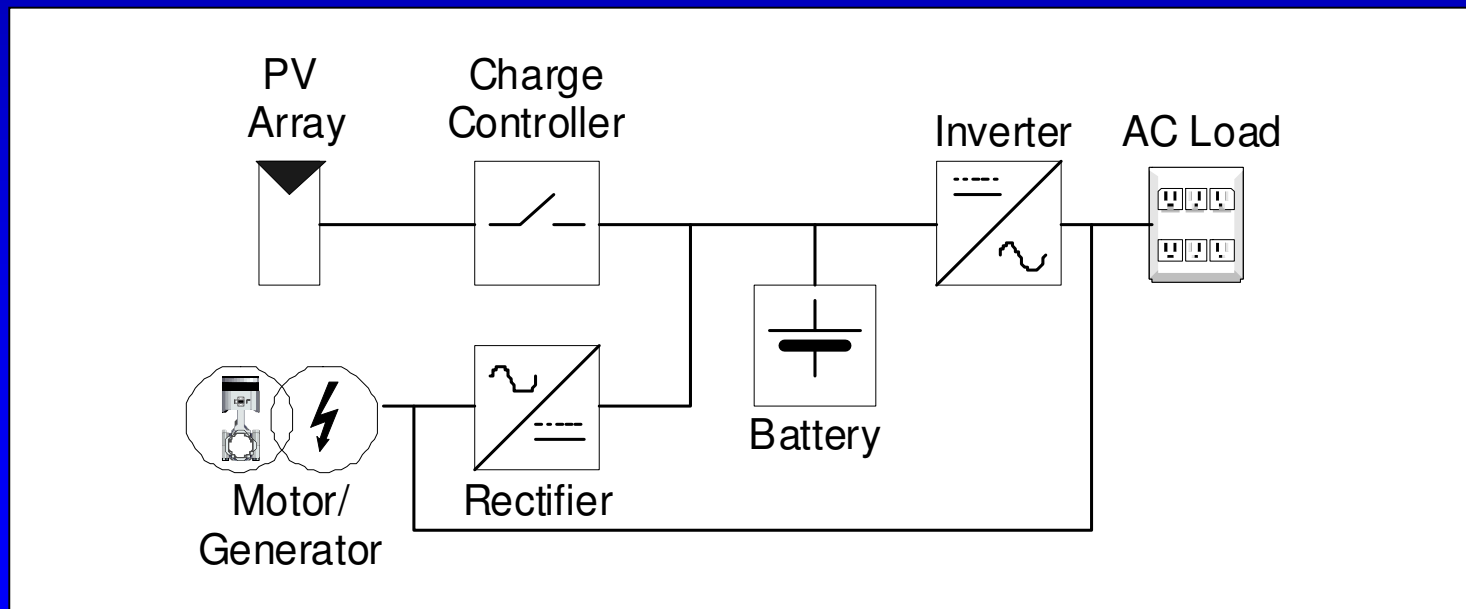 PV
Array
Charge
Controller
Inverter
AC Load
Battery
Motor/
Generator
Rectifier